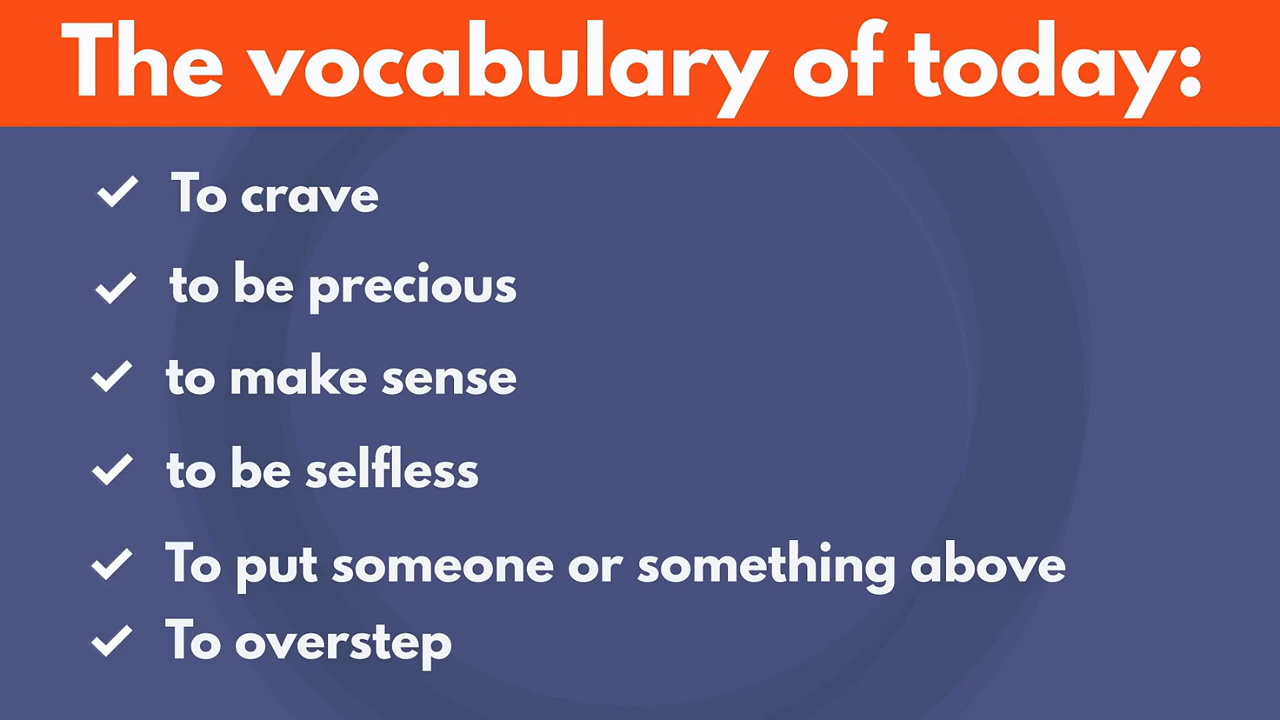 The vocabulary of today:
To crave
to be precious
to make sense
to be selfless
To put someone or something above
To overstep